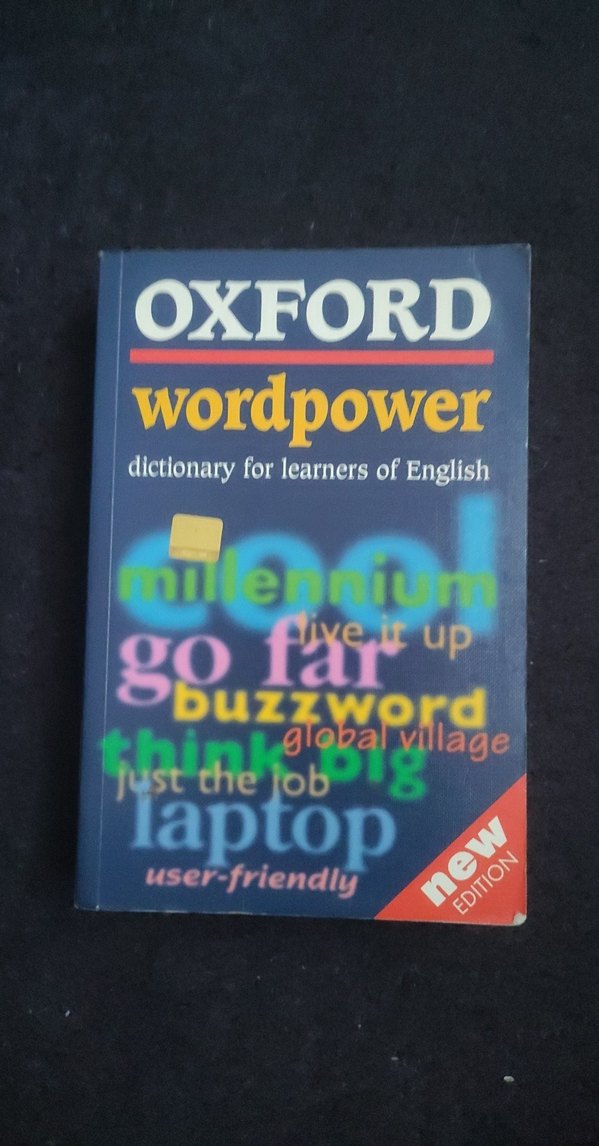 OXFORD
wordpower
dictionary for learners of English
cool
millennium
live it up
go far
buzzword
global village
think big
just the job
laptop
user-friendly
new
EDITION